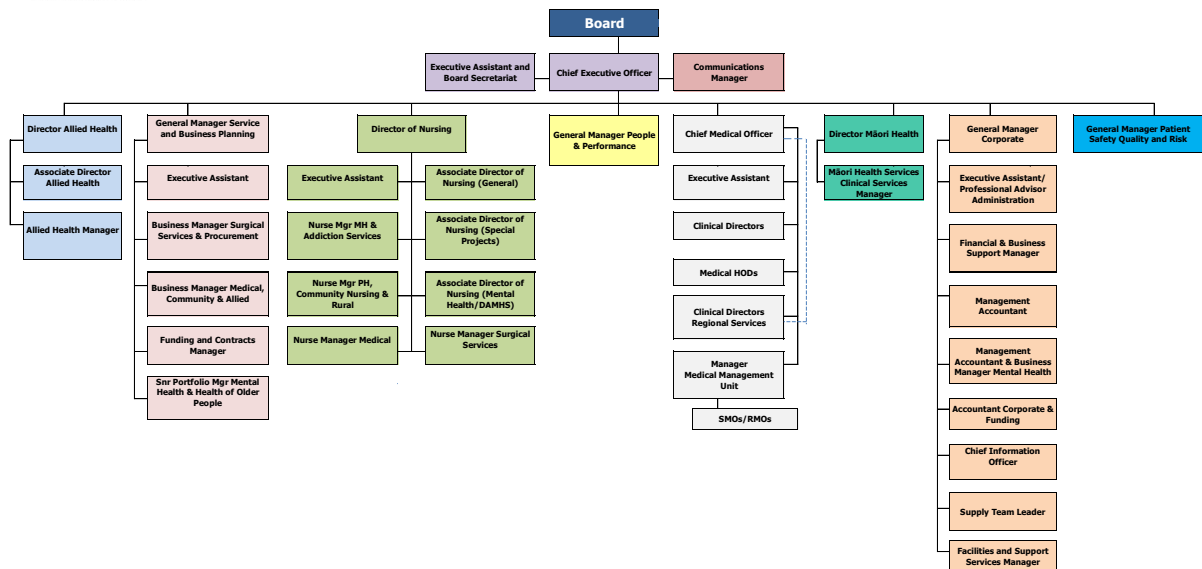 Board
Executive Assistant and
Board Secretariat
Chief Executive Officer
Communications
Manager
Director Allied Health
Associate Director
Allied Health
Allied Health Manager
General Manager Service
and Business Planning
Executive Assistant
Business Manager Surgical
Services & Procurement
Business Manager Medical,
Community & Allied
Funding and Contracts
Manager
Snr Portfolio Mgr Mental
Health & Health of Older
People
Director of Nursing
Executive Assistant
Associate Director of
Nursing (General)
Nurse Mgr MH &
Addiction Services
Associate Director of
Nursing (Special
Projects)
Nurse Mgr PH,
Community Nursing &
Rural
Associate Director of
Nursing (Mental
Health/DAMHS)
Nurse Manager Medical
Nurse Manager Surgical
Services
General Manager People
& Performance
Chief Medical Officer
Executive Assistant
Clinical Directors
Medical HODs
Clinical Directors
Regional Services
Manager
Medical Management
Unit
SMOs/RMOs
Director Māori Health
Māori Health Services
Clinical Services
Manager
General Manager
Corporate
Executive Assistant/
Professional Advisor
Administration
Financial & Business
Support Manager
Management
Accountant
Management
Accountant & Business
Manager Mental Health
Accountant Corporate &
Funding
Chief Information
Officer
Supply Team Leader
Facilities and Support
Services Manager
General Manager Patient
Safety Quality and Risk